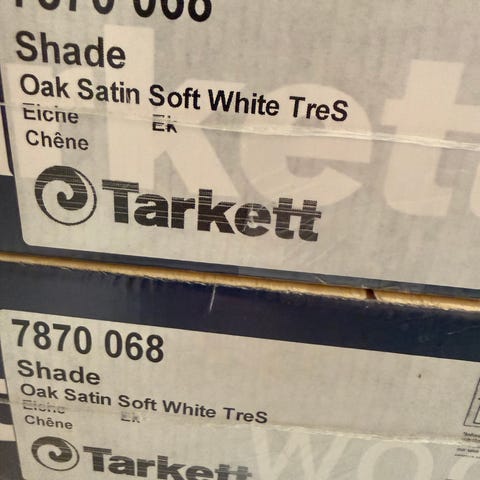 7870 068
Shade
Oak Satin Soft White TreS
Eiche Ek
Chêne
Tarkett
7870 068
Shade
Oak Satin Soft White TreS
Eiche Ek
Chêne
Tarkett